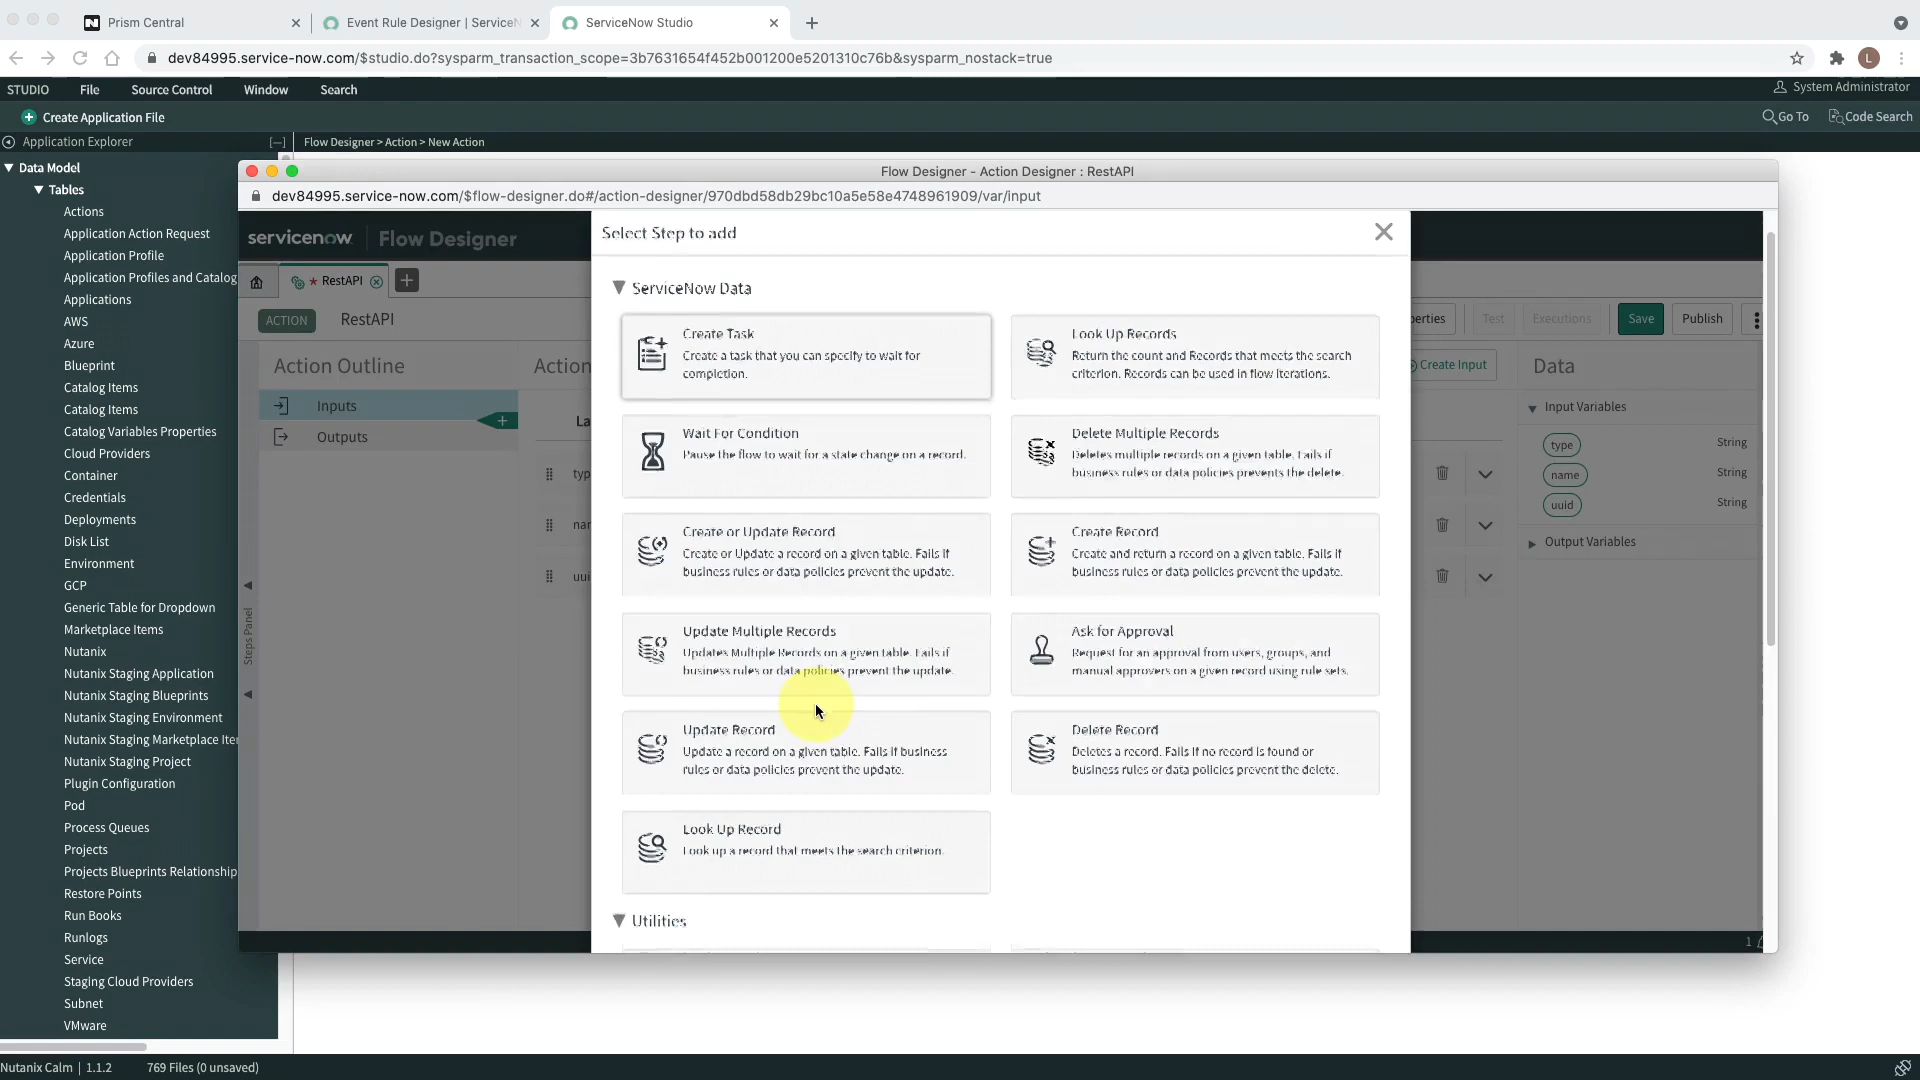 Prism Central
Event Rule Designer | ServiceN
ServiceNow Studio
dev84995.service-now.com/$studio.do?sysparm_transaction_scope=3b7631654f452b001200e5201310c76b&sysparm_nostack=true
L
STUDIO
File
Source Control
Window
Search
System Administrator
Create Application File
Go To
Code Search
Application Explorer
[—]
Flow Designer > Action > New Action
Data Model
Tables
Actions
Application Action Request
Application Profile
Application Profiles and Catalog
Applications
AWS
Azure
Blueprint
Catalog Items
Catalog Items
Catalog Variables Properties
Cloud Providers
Container
Credentials
Deployments
Disk List
Environment
GCP
Generic Table for Dropdown
Marketplace Items
Nutanix
Nutanix Staging Application
Nutanix Staging Blueprints
Nutanix Staging Environment
Nutanix Staging Marketplace Iter
Nutanix Staging Project
Plugin Configuration
Pod
Process Queues
Projects
Projects Blueprints Relationship
Restore Points
Run Books
Runlogs
Service
Staging Cloud Providers
Subnet
VMware
Flow Designer - Action Designer : RestAPI
dev84995.service-now.com/$flow-designer.do#/action-designer/970dbd58db29bc10a5e58e4748961909/var/input
servicenow
Flow Designer
* RestAPI
ACTION
RestAPI
perties
Test
Executions
Save
Publish
Action Outline
Inputs
Outputs
Steps Panel
Action
La
typ
nar
uui
Create Input
Data
Input Variables
type String
name String
uuid String
Output Variables
1
Select Step to add
ServiceNow Data
Create Task
Create a task that you can specify to wait for
completion.
Look Up Records
Return the count and Records that meets the search
criterion. Records can be used in flow iterations.
Wait For Condition
Pause the flow to wait for a state change on a record.
Delete Multiple Records
Deletes multiple records on a given table. Fails if
business rules or data policies prevents the delete.
Create or Update Record
Create or Update a record on a given table. Fails if
business rules or data policies prevent the update.
Create Record
Create and return a record on a given table. Fails if
business rules or data policies prevent the update.
Update Multiple Records
Updates Multiple Records on a given table. Fails if
business rules or data policies prevent the update.
Ask for Approval
Request for an approval from users, groups, and
manual approvers on a given record using rule sets.
Update Record
Update a record on a given table. Fails if business
rules or data policies prevent the update.
Delete Record
Deletes a record. Fails if no record is found or
business rules or data policies prevent the delete.
Look Up Record
Look up a record that meets the search criterion.
Utilities
Nutanix Calm | 1.1.2
769 Files (0 unsaved)